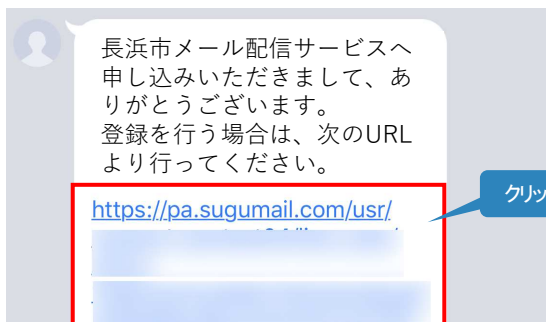 長浜市メール配信サービスへ
申し込みいただきまして、あ
りがとうございます。
登録を行う場合は、次のURL
より行ってください。
https://pa.sugumail.com/usr/
クリッ